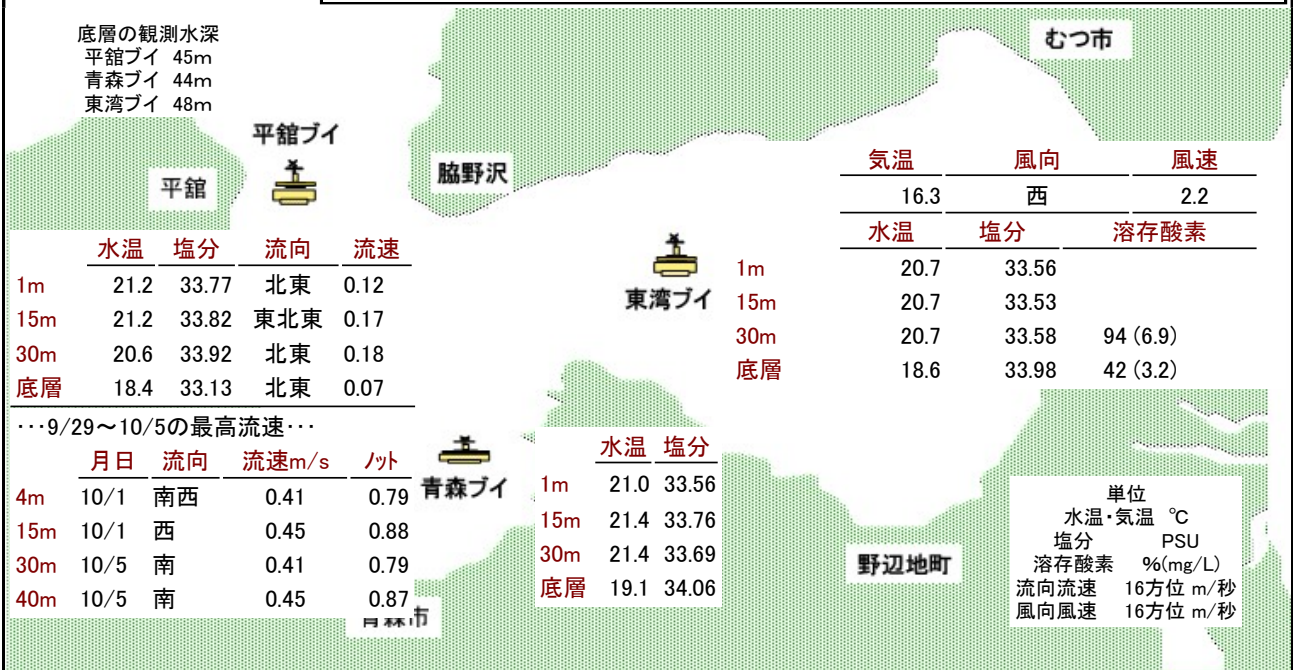 底層の観測水深
平舘ブイ 45m
青森ブイ 44m
東湾ブイ 48m
むつ市
平舘ブイ
脇野沢
平舘
気温 風向 風速
16.3 西 2.2
水温 塩分 溶存酸素
1m 20.7 33.56
15m 20.7 33.53
30m 20.7 33.58 94 (6.9)
底層 18.6 33.98 42 (3.2)
東湾ブイ
水温 塩分 流向 流速
1m 21.2 33.77 北東 0.12
15m 21.2 33.82 東北東 0.17
30m 20.6 33.92 北東 0.18
底層 18.4 33.13 北東 0.07
･･･9/29～10/5の最高流速･･･
月日 流向 流速m/s ﾉｯﾄ
4m 10/1 南西 0.41 0.79
15m 10/1 西 0.45 0.88
30m 10/5 南 0.41 0.79
40m 10/5 南 0.45 0.87
青森ブイ
水温 塩分
1m 21.0 33.56
15m 21.4 33.76
30m 21.4 33.69
底層 19.1 34.06
青森市
野辺地町
単位
水温･気温 ℃
塩分 PSU
溶存酸素 %(mg/L)
流向流速 16方位 m/秒
風向風速 16方位 m/秒